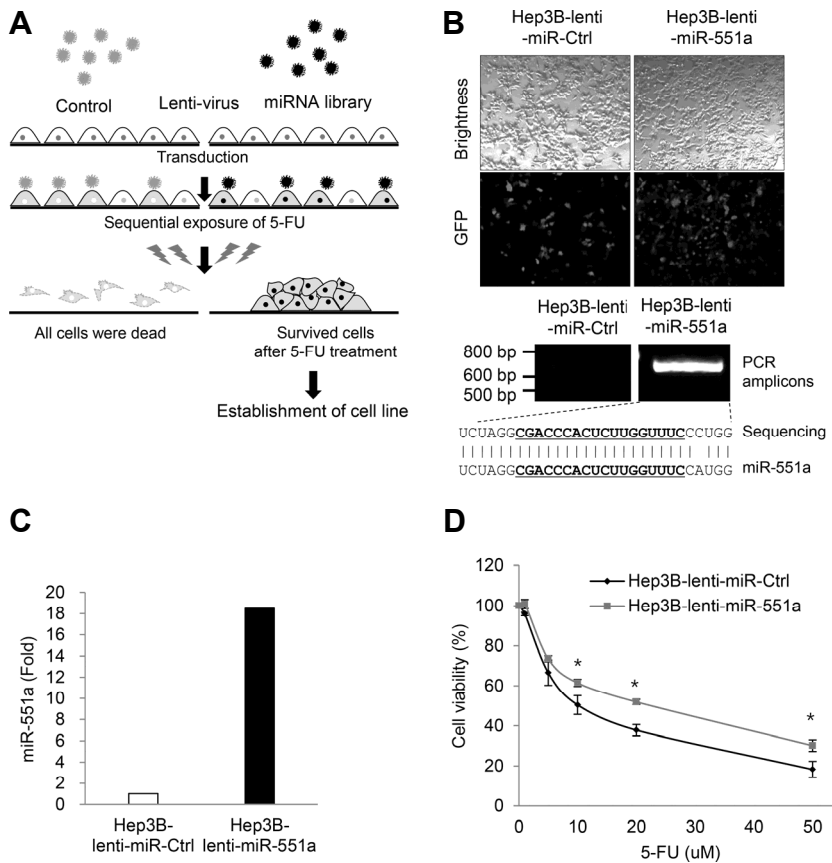 A
Control
Lenti-virus
miRNA library
Transduction
Sequential exposure of 5-FU
All cells were dead
Survived cells
after 5-FU treatment
Establishment of cell line
B
Hep3B-lenti
-miR-Ctrl
Hep3B-lenti
-miR-551a
Brightness
GFP
Hep3B-lenti
-miR-Ctrl
Hep3B-lenti
-miR-551a
800 bp
600 bp
500 bp
PCR
amplicons
UCUAGGCGACCCACUCUUGGUUUCCCUGG Sequencing
UCUAGGCGACCCACUCUUGGUUUCCAUGG miR-551a
C
miR-551a (Fold)
20
18
16
14
12
10
8
6
4
2
0
Hep3B-
lenti-miR-Ctrl
Hep3B-
lenti-miR-551a
D
Cell viability (%)
120
100
80
60
40
20
0
Hep3B-lenti-miR-Ctrl
Hep3B-lenti-miR-551a
*
*
*
0 10 20 30 40 50
5-FU (uM)